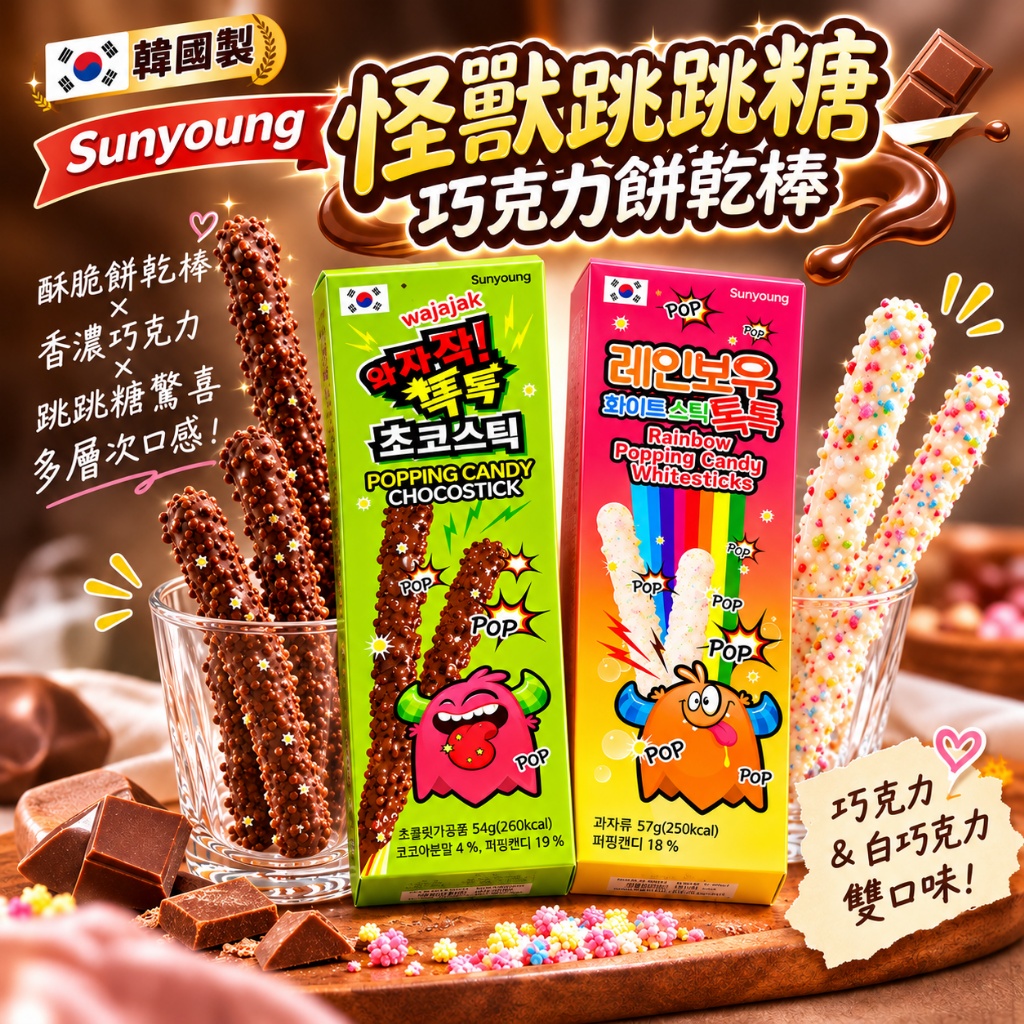 韓國製
Sunyoung
怪獸跳跳糖
巧克力餅乾棒
酥脆餅乾棒
×
香濃巧克力
×
跳跳糖驚喜
多層次口感！
Sunyoung
wajajak
와자작!
톡톡
초코스틱
POPPING CANDY
CHOCOSTICK
POP
POP
POP
초콜릿가공품 54g(260kcal)
코코아분말 4 %, 퍼핑캔디 19 %
Sunyoung
POP
POP
레인보우
화이트스틱톡톡
Rainbow
Popping Candy
Whitesticks
POP
POP
POP
POP
POP
POP
과자류 57g(250kcal)
퍼핑캔디 18 %
巧克力
& 白巧克力
雙口味！